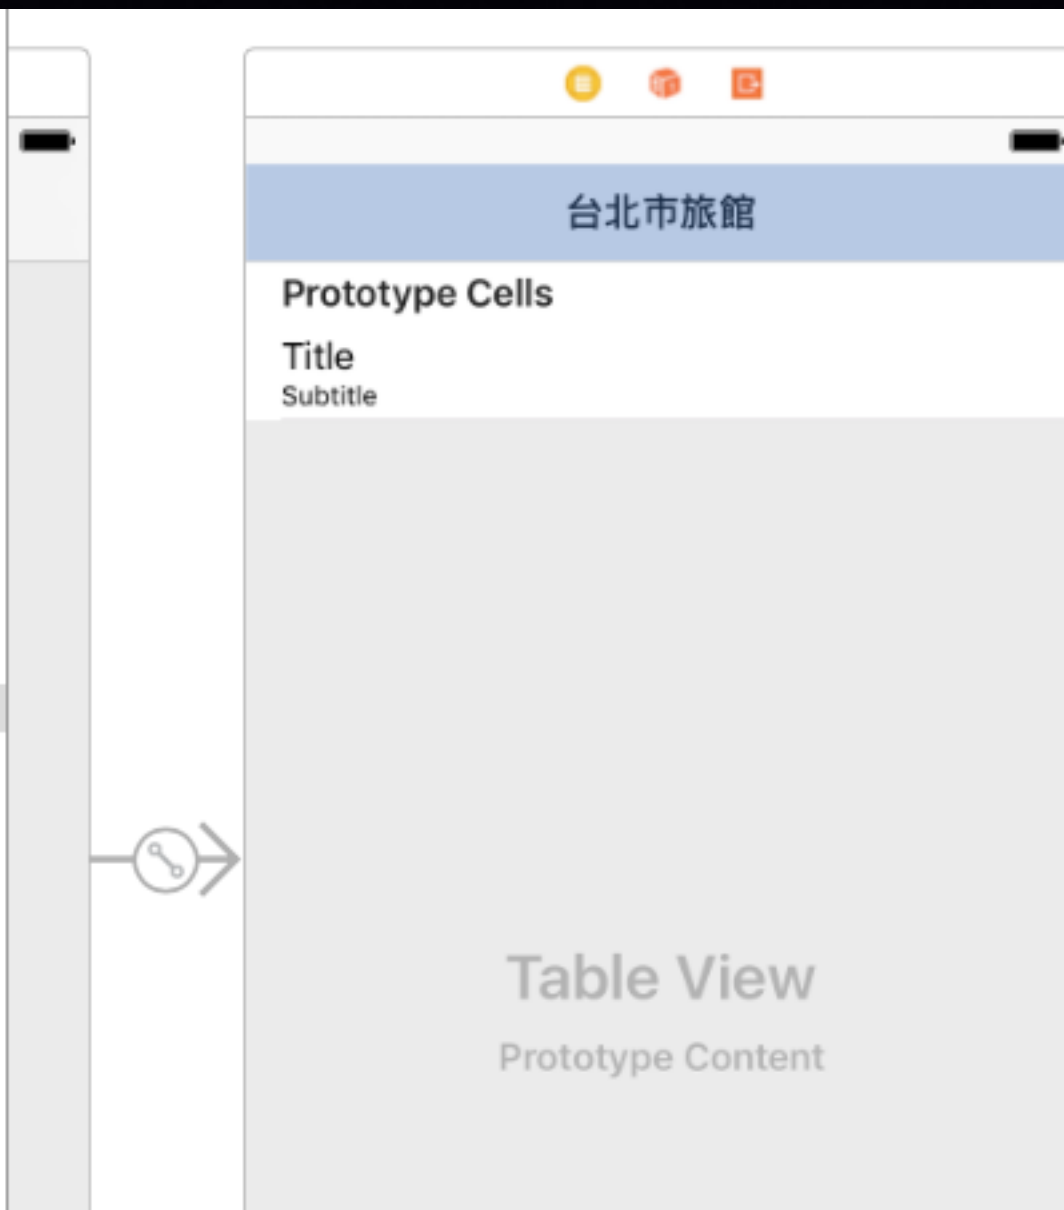 台北市旅館
Prototype Cells
Title
Subtitle
Table View
Prototype Content